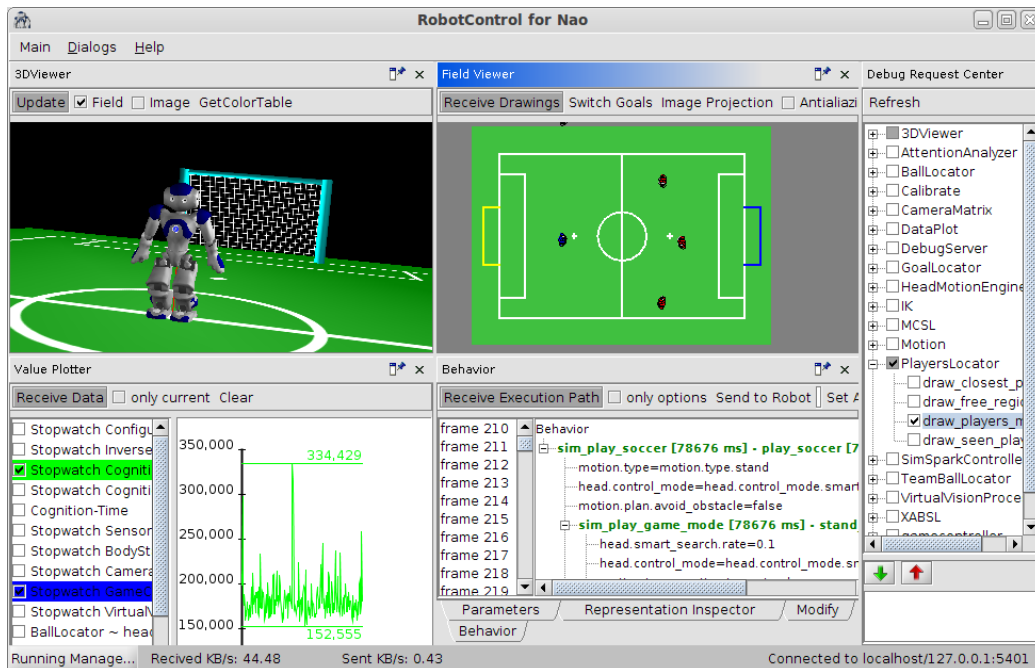 RobotControl for Nao
Main Dialogs Help
3DViewer
Update Field Image GetColorTable
Field Viewer
Receive Drawings Switch Goals Image Projection Antialiazi
Debug Request Center
Refresh
3DViewer
AttentionAnalyzer
BallLocator
Calibrate
CameraMatrix
DataPlot
DebugServer
GoalLocator
HeadMotionEngine
IK
MCSL
Motion
PlayersLocator
draw_closest_p
draw_free_regi
draw_players_m
draw_seen_play
SimSparkControlle
TeamBallLocator
VirtualVisionProce
XABSL
gamecontroller
Value Plotter
Receive Data only current Clear
Stopwatch Configu
Stopwatch Inverse
Stopwatch Cogniti
Stopwatch Cogniti
Cognition-Time
Stopwatch Sensor
Stopwatch BodySt
Stopwatch Camera
Stopwatch GameC
Stopwatch VirtualV
BallLocator ~ head
350,000
334,429
300,000
250,000
200,000
150,000
152,555
Behavior
Receive Execution Path only options Send to Robot Set A
frame 210
frame 211
frame 212
frame 213
frame 214
frame 215
frame 216
frame 217
frame 218
frame 219
Behavior
sim_play_soccer [78676 ms] - play_soccer [7
motion.type=motion.type.stand
head.control_mode=head.control_mode.smar
motion.plan.avoid_obstacle=false
sim_play_game_mode [78676 ms] - stand
head.smart_search.rate=0.1
head.control_mode=head.control_mode.sm
Parameters Representation Inspector Modify
Behavior
Running Manage... Recived KB/s: 44.48 Sent KB/s: 0.43 Connected to localhost/127.0.0.1:5401